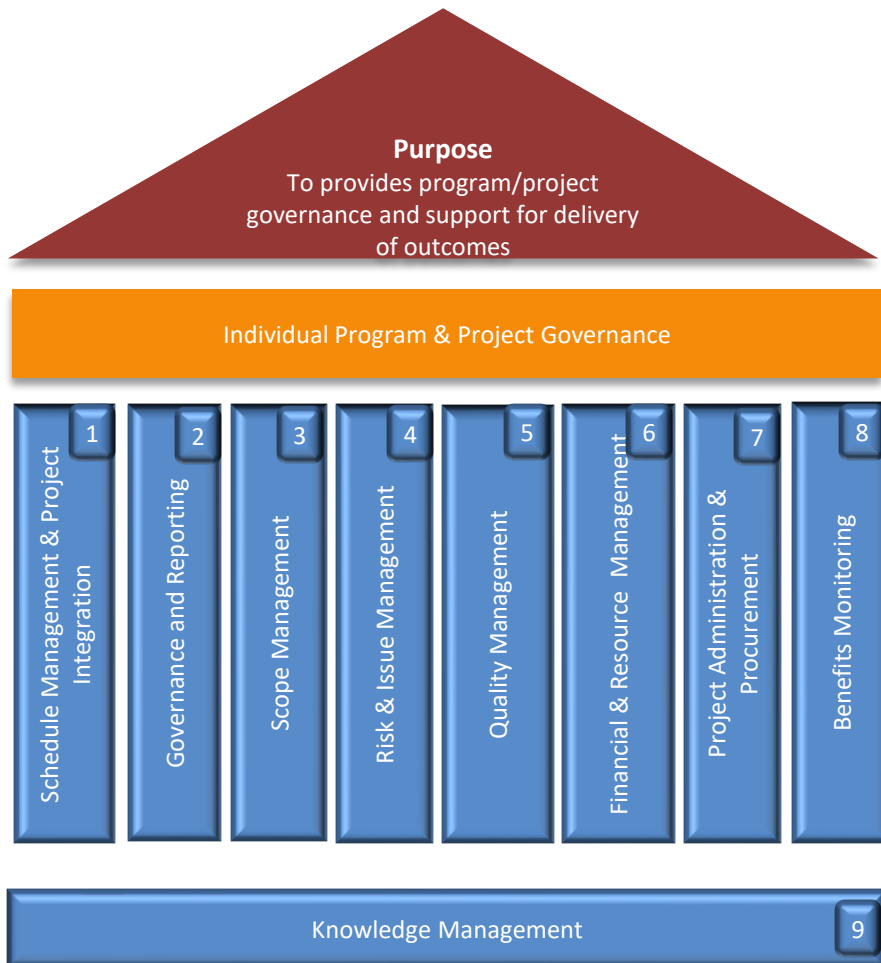 Purpose
To provides program/project
governance and support for delivery
of outcomes
Individual Program & Project Governance
1
Schedule Management & Project
Integration
2
Governance and Reporting
3
Scope Management
4
Risk & Issue Management
5
Quality Management
6
Financial & Resource Management
7
Project Administration &
Procurement
8
Benefits Monitoring
Knowledge Management
9